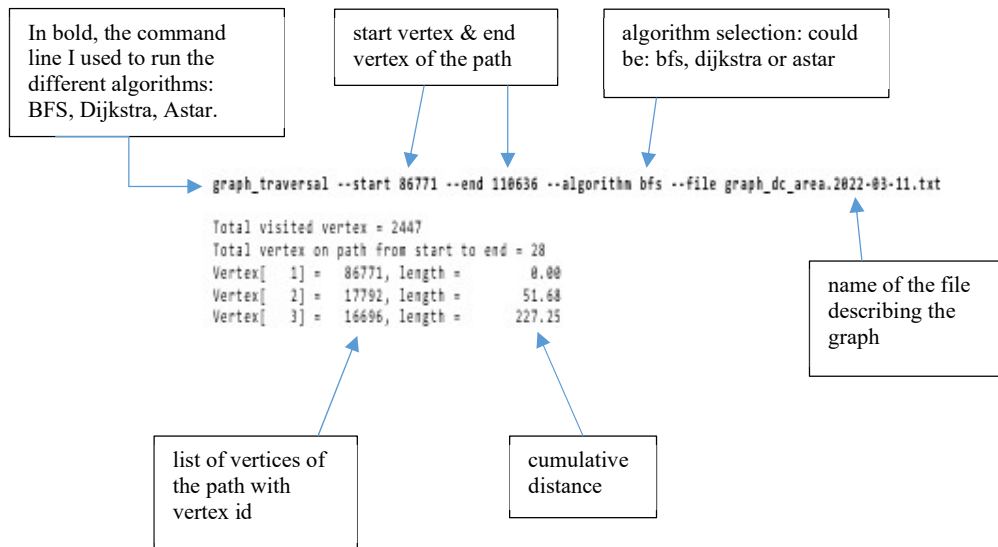 In bold, the command
line I used to run the
different algorithms:
BFS, Dijkstra, Astar.
start vertex & end
vertex of the path
algorithm selection: could
be: bfs, dijkstra or astar
graph_traversal --start 86771 --end 110636 --algorithm bfs --file graph_dc_area.2022-03-11.txt
Total visited vertex = 2447
Total vertex on path from start to end = 28
Vertex[   1] =   86771, length =         0.00
Vertex[   2] =   17792, length =        51.68
Vertex[   3] =   16696, length =       227.25
name of the file
describing the
graph
list of vertices of
the path with
vertex id
cumulative
distance